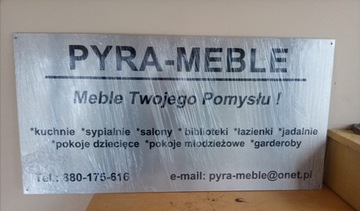 PYRA-MEBLE
Meble Twojego Pomysłu !
*kuchnie *sypialnie *salony * biblioteki *łazienki *jadalnie
*pokoje dziecięce *pokoje młodzieżowe *garderoby
Tel.: 880-175-616 e-mail: pyra-meble@onet.pl